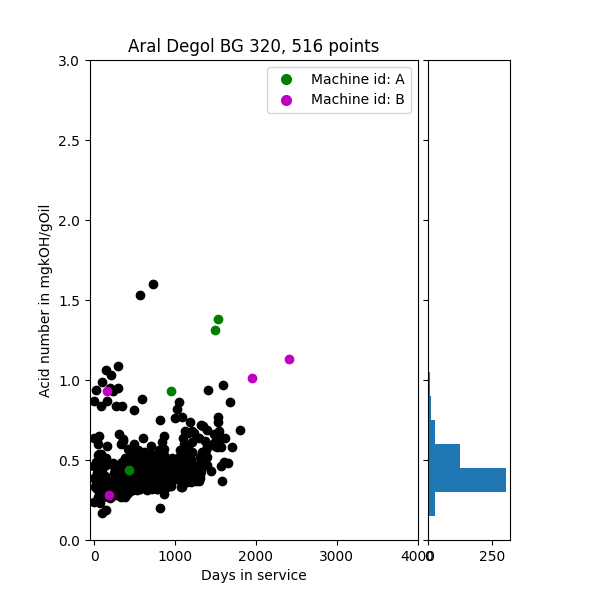 Aral Degol BG 320, 516 points
Machine id: A
Machine id: B
Acid number in mgkOH/gOil
3.0
2.5
2.0
1.5
1.0
0.5
0.0
0
1000
2000
3000
4000
0
250
Days in service